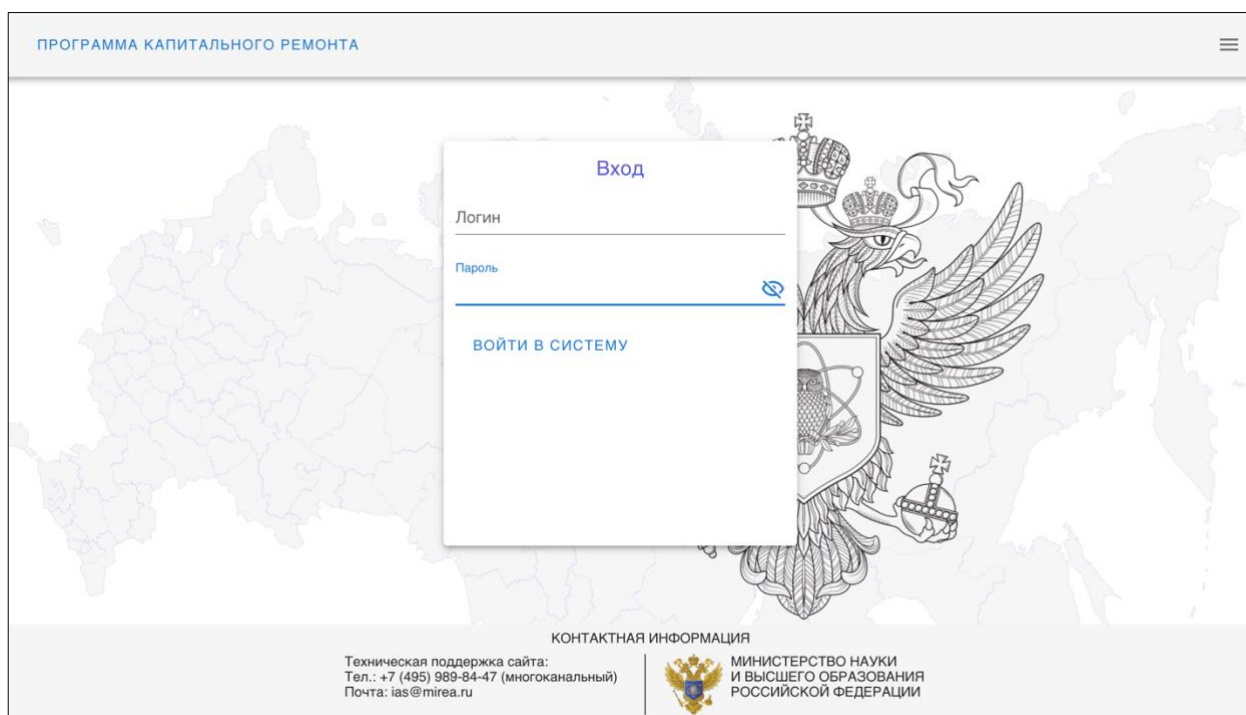 ПРОГРАММА КАПИТАЛЬНОГО РЕМОНТА
Вход
Логин
Пароль
ВОЙТИ В СИСТЕМУ
КОНТАКТНАЯ ИНФОРМАЦИЯ
Техническая поддержка сайта:
Тел.: +7 (495) 989-84-47 (многоканальный)
Почта: ias@mirea.ru
МИНИСТЕРСТВО НАУКИ
И ВЫСШЕГО ОБРАЗОВАНИЯ
РОССИЙСКОЙ ФЕДЕРАЦИИ